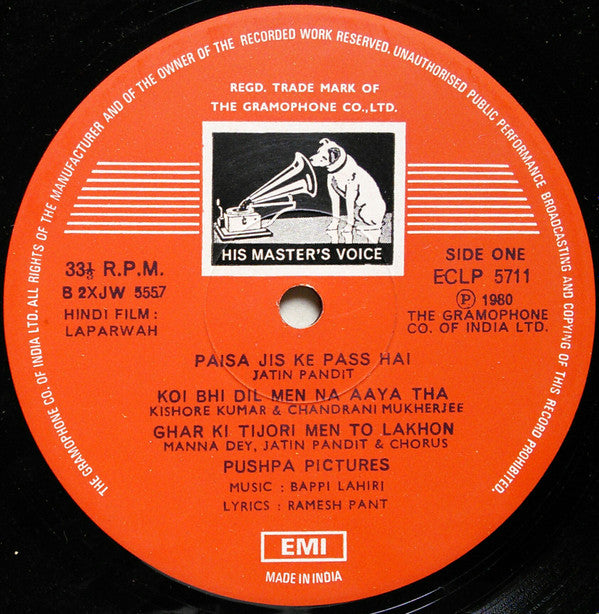 THE GRAMOPHONE CO. OF INDIA LTD. ALL RIGHTS OF THE MANUFACTURER AND OF THE OWNER OF THE RECORDED WORK RESERVED. UNAUTHORISED PUBLIC PERFORMANCE BROADCASTING AND COPYING OF THIS RECORD PROHIBITED.
REGD. TRADE MARK OF
THE GRAMOPHONE CO., LTD.
HIS MASTER'S VOICE
33⅓ R.P.M.
B 2XJW 5557
HINDI FILM :
LAPARWAH
SIDE ONE
ECLP 5711
Ⓟ 1980
THE GRAMOPHONE
CO. OF INDIA LTD.
PAISA JIS KE PASS HAI
JATIN PANDIT
KOI BHI DIL MEN NA AAYA THA
KISHORE KUMAR & CHANDRANI MUKHERJEE
GHAR KI TIJORI MEN TO LAKHON
MANNA DEY, JATIN PANDIT & CHORUS
PUSHPA PICTURES
MUSIC : BAPPI LAHIRI
LYRICS : RAMESH PANT
EMI
MADE IN INDIA